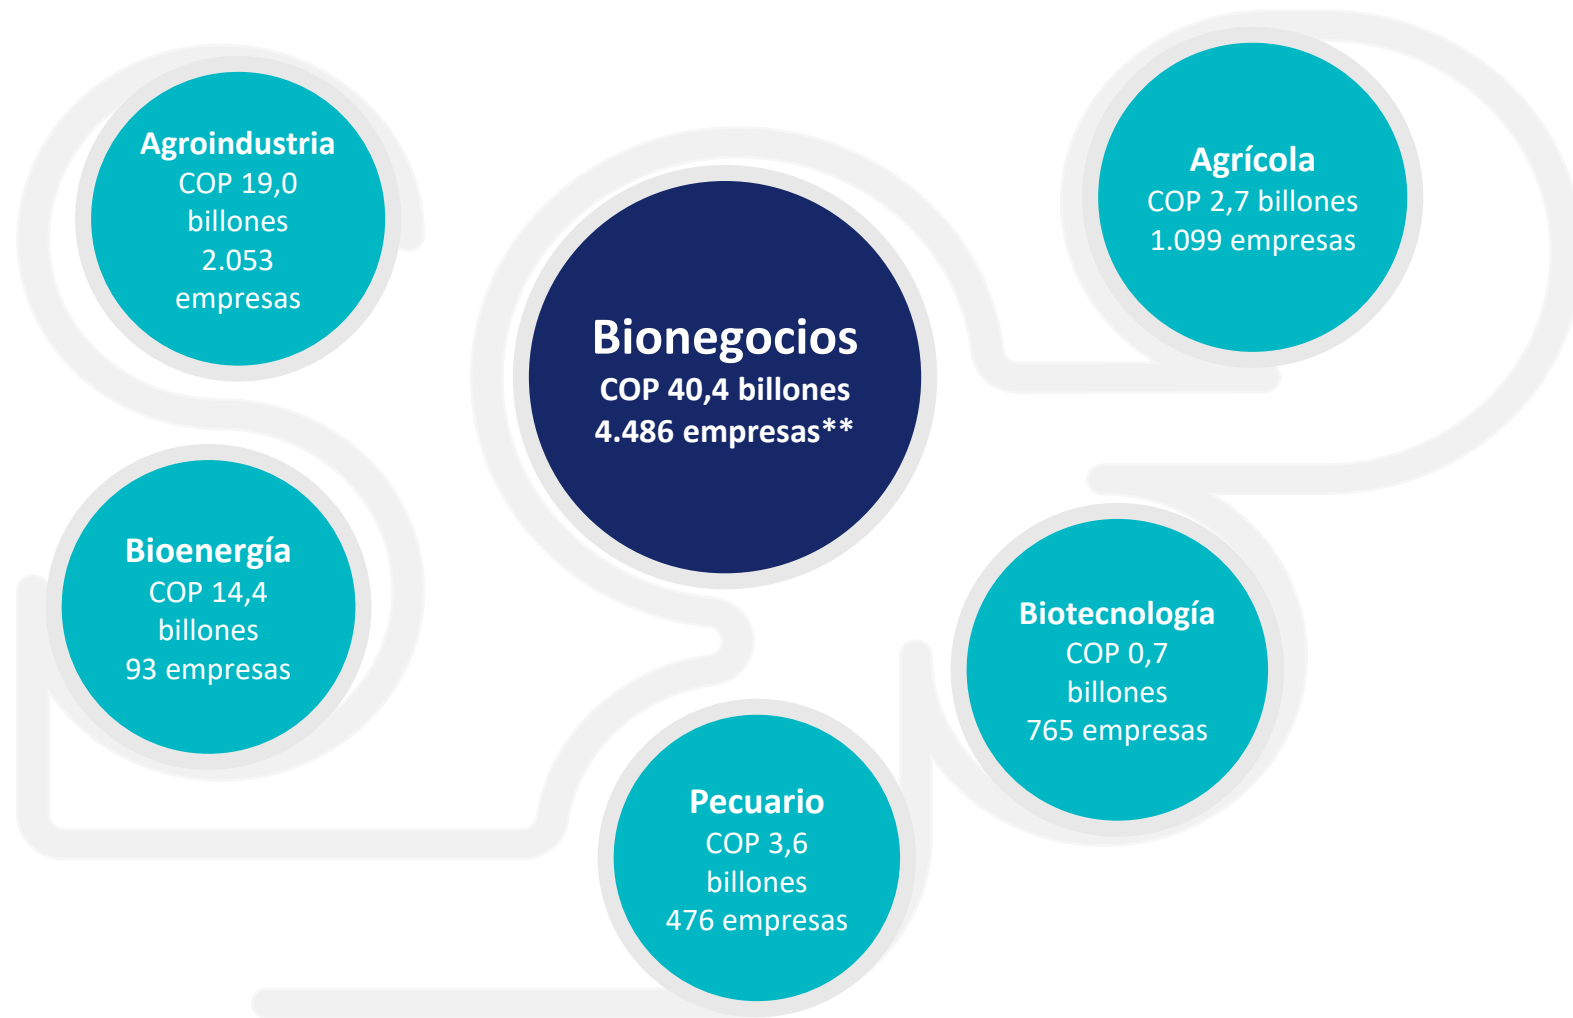 Agroindustria
COP 19,0
billones
2.053
empresas
Agrícola
COP 2,7 billones
1.099 empresas
Bionegocios
COP 40,4 billones
4.486 empresas**
Bioenergía
COP 14,4
billones
93 empresas
Biotecnología
COP 0,7
billones
765 empresas
Pecuario
COP 3,6
billones
476 empresas